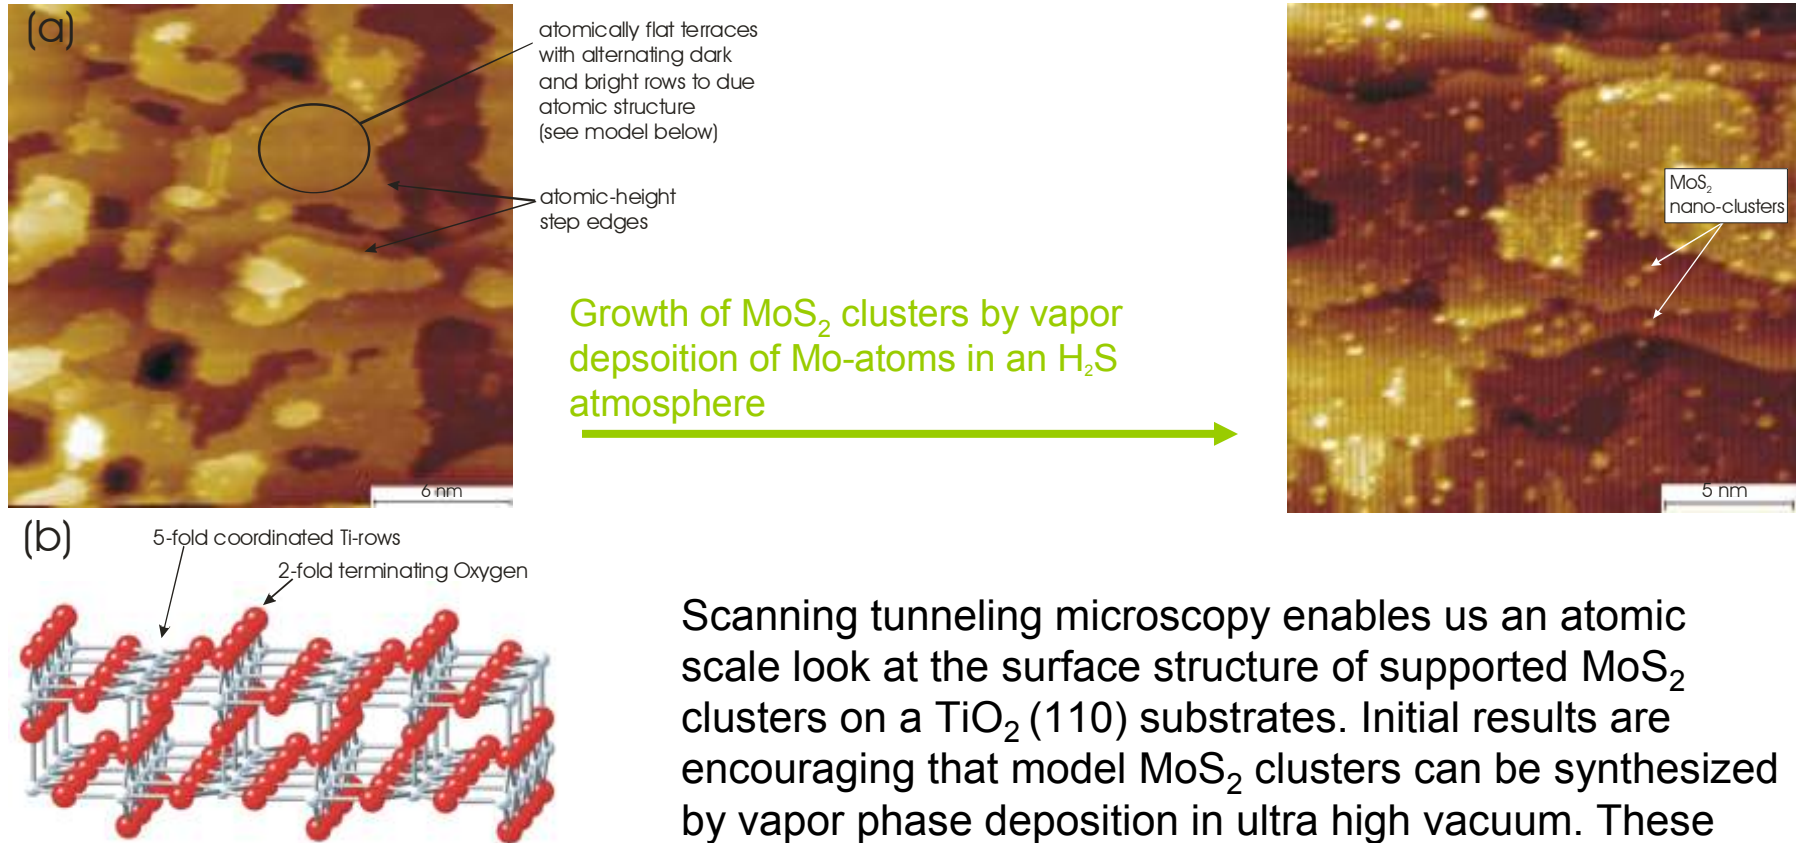 (a)
atomically flat terraces
with alternating dark
and bright rows to due
atomic structure
(see model below)
atomic-height
step edges
6 nm
Growth of MoS₂ clusters by vapor
depsoition of Mo-atoms in an H₂S
atmosphere
MoS₂
nano-clusters
5 nm
(b)
5-fold coordinated Ti-rows
2-fold terminating Oxygen
Scanning tunneling microscopy enables us an atomic
scale look at the surface structure of supported MoS₂
clusters on a TiO₂ (110) substrates. Initial results are
encouraging that model MoS₂ clusters can be synthesized
by vapor phase deposition in ultra high vacuum. These